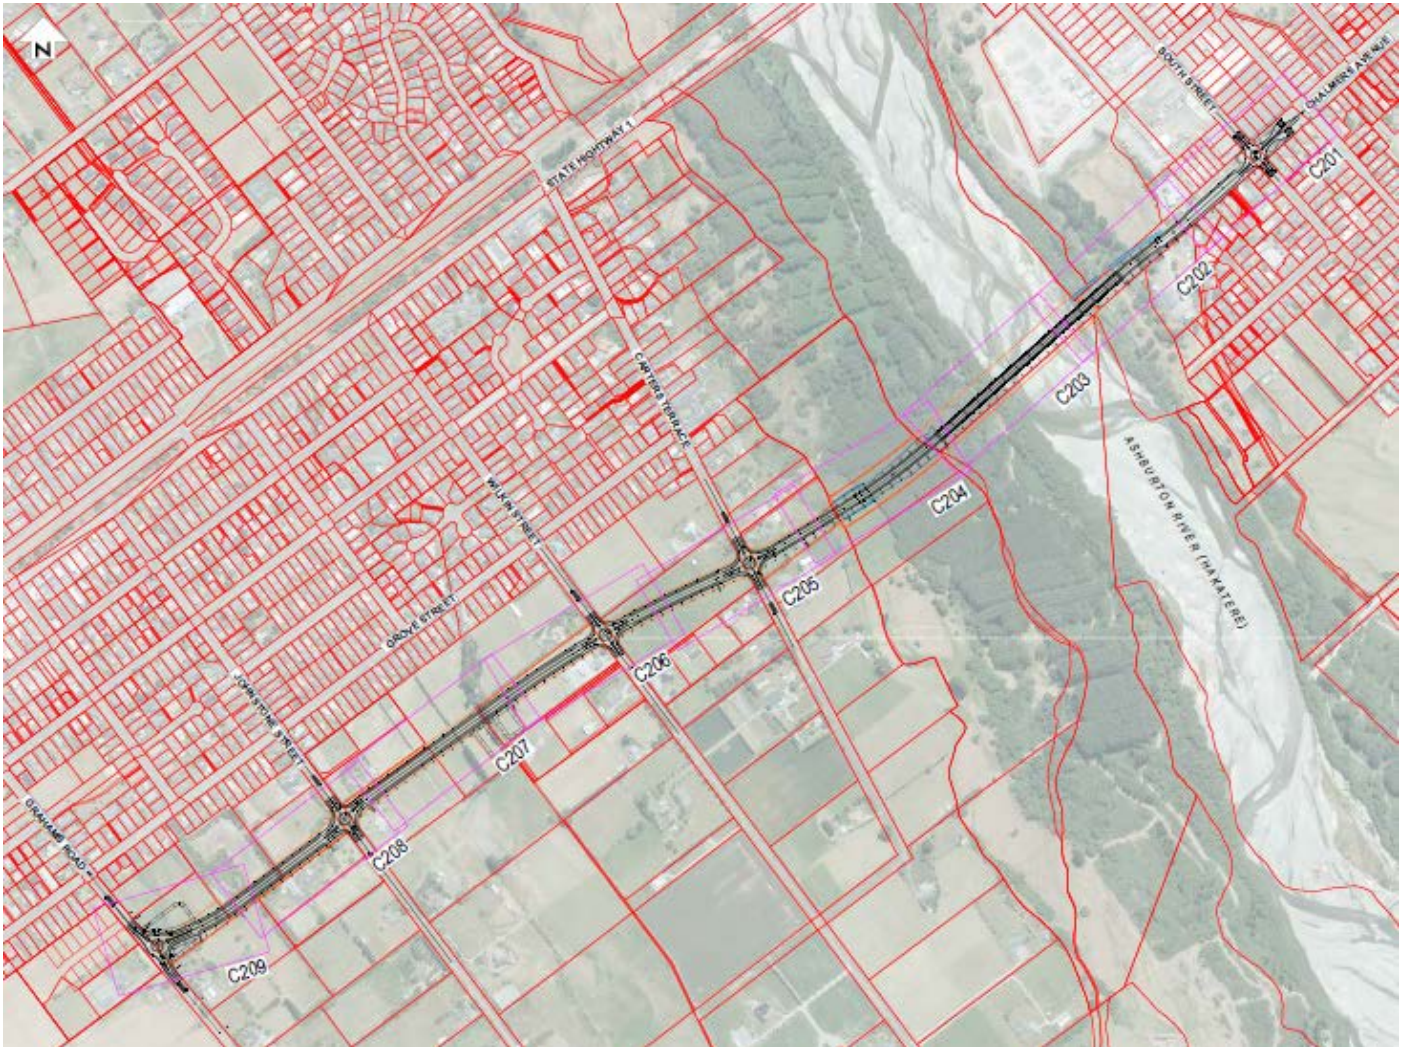 N
SOUTH STREET
CHALMERS AVENUE
STATE HIGHWAY 1
C201
C202
CARTERS TERRACE
C203
ASHBURTON RIVER (HAKATERE)
WILKIN STREET
C204
C205
GROVE STREET
C206
JOHNSTONE STREET
C207
GRAHAMS ROAD
C208
C209